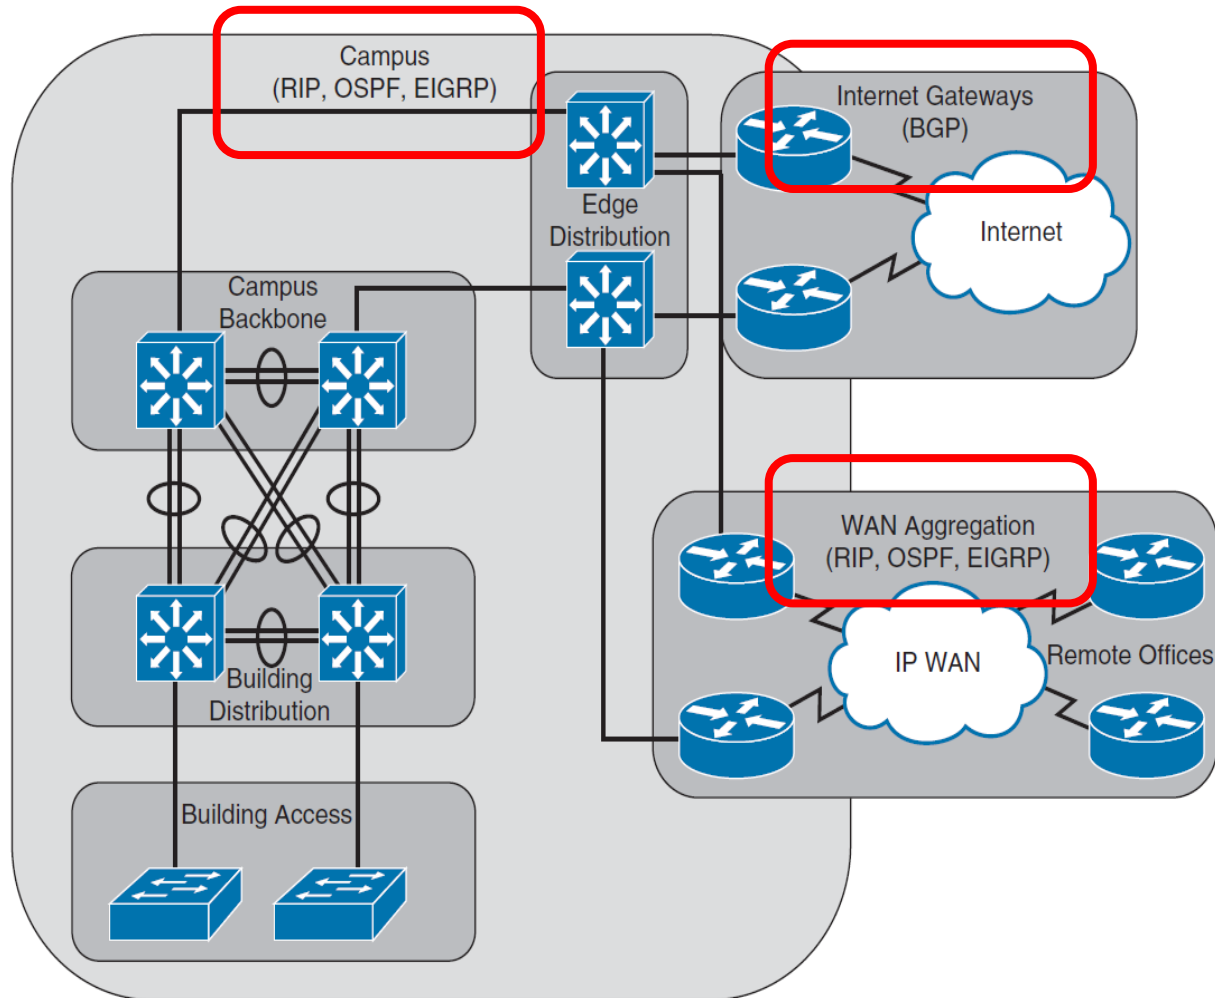 Campus
(RIP, OSPF, EIGRP)
Internet Gateways
(BGP)
Edge
Distribution
Internet
Campus
Backbone
WAN Aggregation
(RIP, OSPF, EIGRP)
IP WAN
Remote Offices
Building
Distribution
Building Access